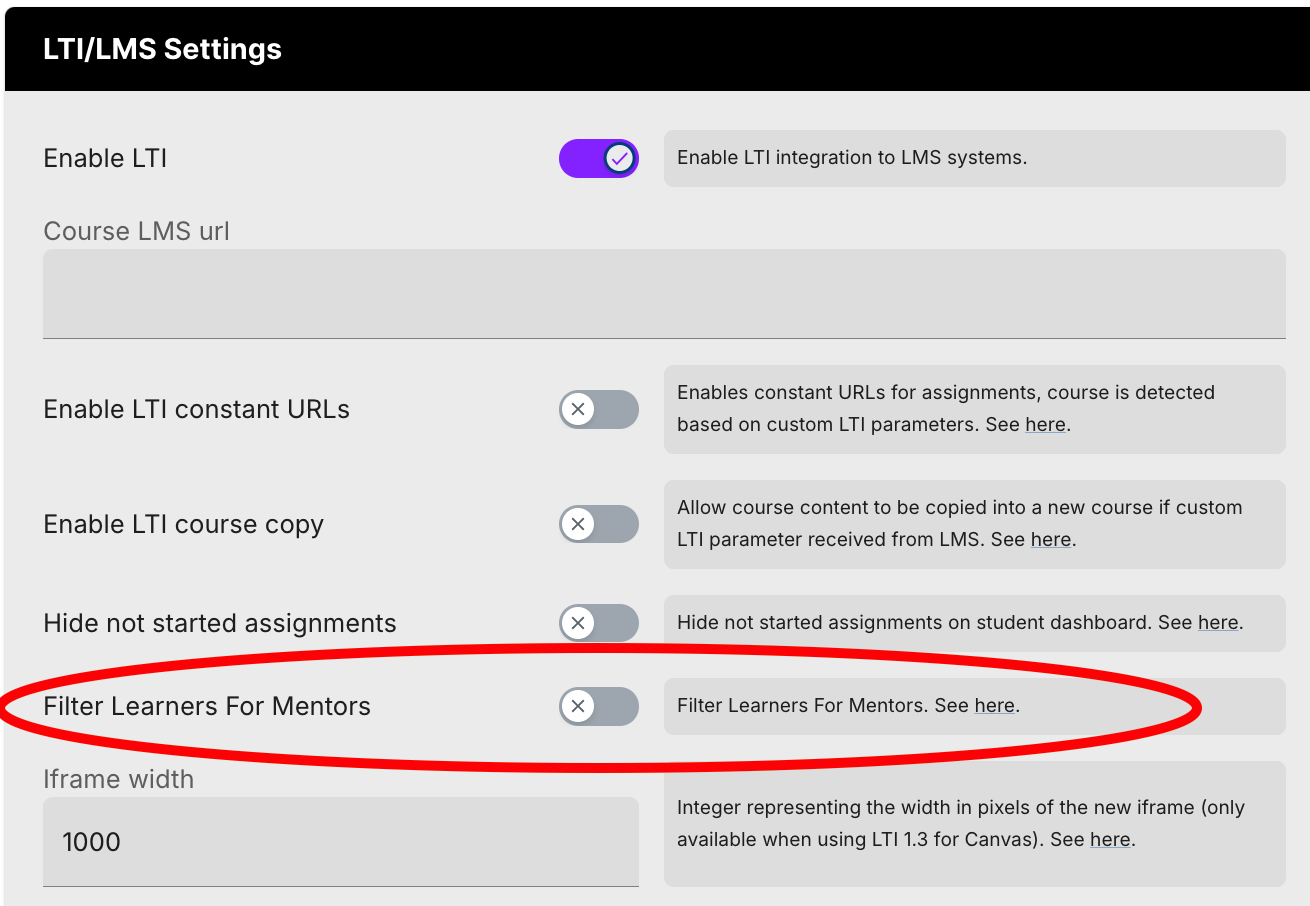 LTI/LMS Settings
Enable LTI
Enable LTI integration to LMS systems.
Course LMS url
Enable LTI constant URLs
Enables constant URLs for assignments, course is detected
based on custom LTI parameters. See here.
Enable LTI course copy
Allow course content to be copied into a new course if custom
LTI parameter received from LMS. See here.
Hide not started assignments
Hide not started assignments on student dashboard. See here.
Filter Learners For Mentors
Filter Learners For Mentors. See here.
Iframe width
1000
Integer representing the width in pixels of the new iframe (only
available when using LTI 1.3 for Canvas). See here.